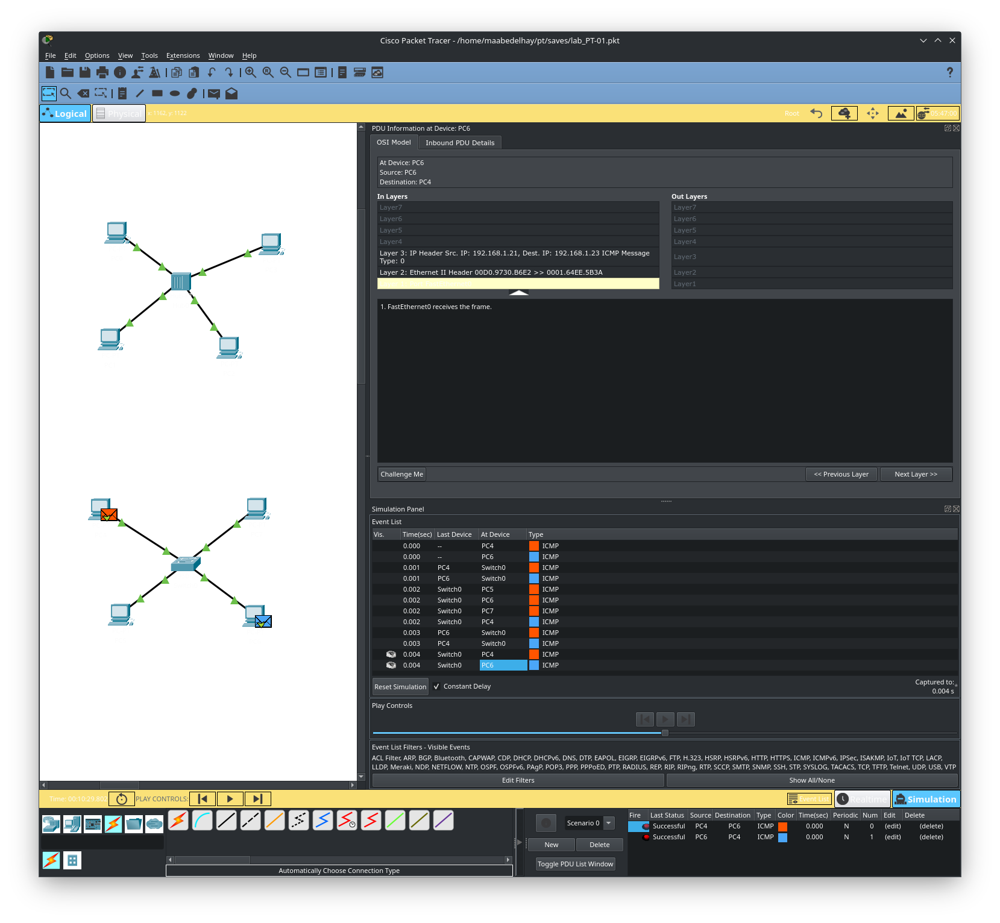 Cisco Packet Tracer - /home/maabedelhay/pt/saves/lab_PT-01.pkt
File Edit Options View Tools Extensions Window Help
Logical Physical x: 1162, y: 1122 Root 05:47:00
PDU Information at Device: PC6
OSI Model Inbound PDU Details
At Device: PC6
Source: PC6
Destination: PC4
In Layers Out Layers
Layer7 Layer7
Layer6 Layer6
Layer5 Layer5
Layer4 Layer4
Layer 3: IP Header Src. IP: 192.168.1.21, Dest. IP: 192.168.1.23 ICMP Message
Type: 0 Layer3
Layer 2: Ethernet II Header 00D0.9730.B6E2 >> 0001.64EE.5B3A Layer2
Layer1
1. FastEthernet0 receives the frame.
Challenge Me << Previous Layer Next Layer >>
Simulation Panel
Event List
Vis. Time(sec) Last Device At Device Type
0.000 -- PC4 ICMP
0.000 -- PC6 ICMP
0.001 PC4 Switch0 ICMP
0.001 PC6 Switch0 ICMP
0.002 Switch0 PC5 ICMP
0.002 Switch0 PC6 ICMP
0.002 Switch0 PC7 ICMP
0.002 Switch0 PC4 ICMP
0.003 PC6 Switch0 ICMP
0.003 PC4 Switch0 ICMP
0.004 Switch0 PC4 ICMP
0.004 Switch0 PC6 ICMP
Reset Simulation Constant Delay Captured to: *
0.004 s
Play Controls
Event List Filters - Visible Events
ACL Filter, ARP, BGP, Bluetooth, CAPWAP, CDP, DHCP, DHCPv6, DNS, DTP, EAPOL, EIGRP, EIGRPv6, FTP, H.323, HSRP, HSRPv6, HTTP, HTTPS, ICMP, ICMPv6, IPSec, ISAKMP, IoT, IoT TCP, LACP,
LLDP, Meraki, NDP, NETFLOW, NTP, OSPF, OSPFv6, PAgP, POP3, PPP, PPPoED, PTP, RADIUS, REP, RIP, RIPng, RTP, SCCP, SMTP, SNMP, SSH, STP, SYSLOG, TACACS, TCP, TFTP, Telnet, UDP, USB, VTP
Edit Filters Show All/None
Time: 00:10:29.802 PLAY CONTROLS: Event List Realtime Simulation
Scenario 0
New Delete
Toggle PDU List Window
Fire Last Status Source Destination Type Color Time(sec) Periodic Num Edit Delete
Successful PC4 PC6 ICMP 0.000 N 0 (edit) (delete)
Successful PC6 PC4 ICMP 0.000 N 1 (edit) (delete)
Automatically Choose Connection Type